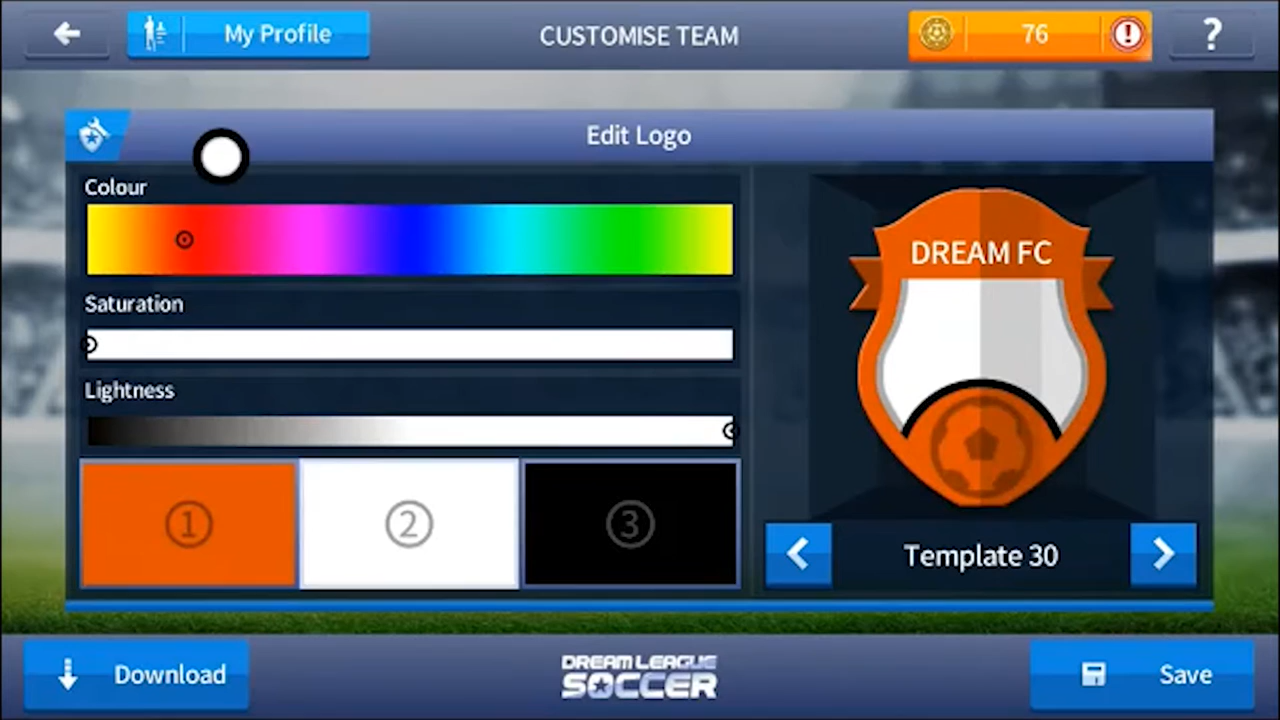 My Profile
CUSTOMISE TEAM
76
!
?
Edit Logo
Colour
Saturation
Lightness
1
2
3
DREAM FC
Template 30
Download
DREAM LEAGUE
SOCCER
Save